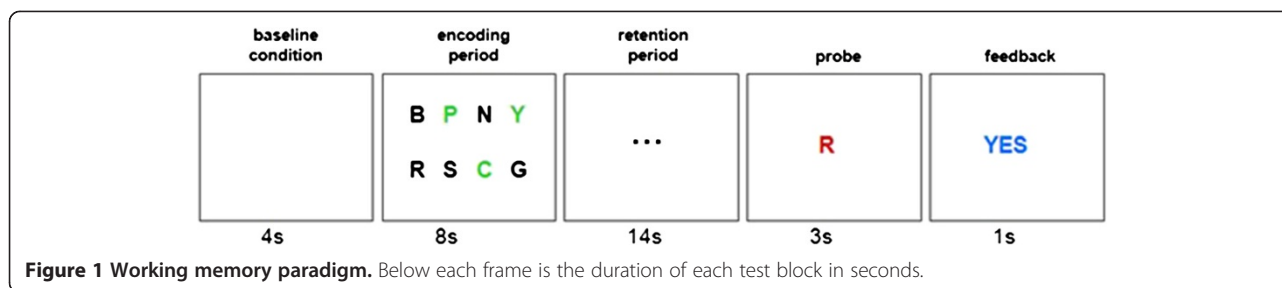 baseline condition encoding period retention period probe feedback
B P N Y
R S C G
... R YES
4s 8s 14s 3s 1s
Figure 1 Working memory paradigm. Below each frame is the duration of each test block in seconds.